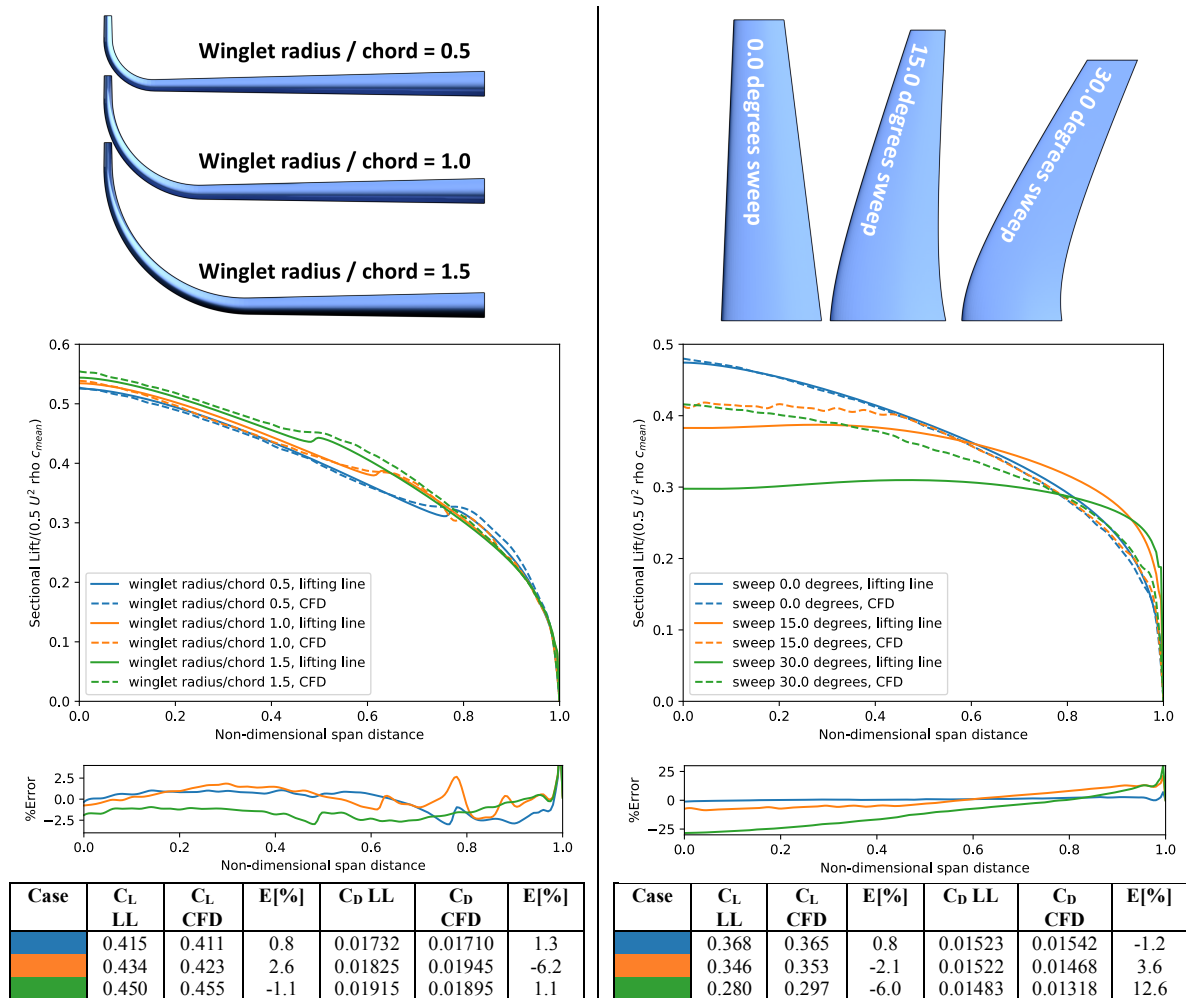 Winglet radius / chord = 0.5
Winglet radius / chord = 1.0
Winglet radius / chord = 1.5
0.6
0.5
0.4
0.3
0.2
0.1
0.0
Sectional Lift/(0.5 U² rho c_mean)
winglet radius/chord 0.5, lifting line
winglet radius/chord 0.5, CFD
winglet radius/chord 1.0, lifting line
winglet radius/chord 1.0, CFD
winglet radius/chord 1.5, lifting line
winglet radius/chord 1.5, CFD
0.0 0.2 0.4 0.6 0.8 1.0
Non-dimensional span distance
2.5
0.0
−2.5
%Error
0.0 0.2 0.4 0.6 0.8 1.0
Non-dimensional span distance
Case C_L LL C_L CFD E[%] C_D LL C_D CFD E[%]
0.415 0.411 0.8 0.01732 0.01710 1.3
0.434 0.423 2.6 0.01825 0.01945 -6.2
0.450 0.455 -1.1 0.01915 0.01895 1.1
0.0 degrees sweep
15.0 degrees sweep
30.0 degrees sweep
0.5
0.4
0.3
0.2
0.1
0.0
Sectional Lift/(0.5 U² rho c_mean)
sweep 0.0 degrees, lifting line
sweep 0.0 degrees, CFD
sweep 15.0 degrees, lifting line
sweep 15.0 degrees, CFD
sweep 30.0 degrees, lifting line
sweep 30.0 degrees, CFD
0.0 0.2 0.4 0.6 0.8 1.0
Non-dimensional span distance
25
0
−25
%Error
0.0 0.2 0.4 0.6 0.8 1.0
Non-dimensional span distance
Case C_L LL C_L CFD E[%] C_D LL C_D CFD E[%]
0.368 0.365 0.8 0.01523 0.01542 -1.2
0.346 0.353 -2.1 0.01522 0.01468 3.6
0.280 0.297 -6.0 0.01483 0.01318 12.6